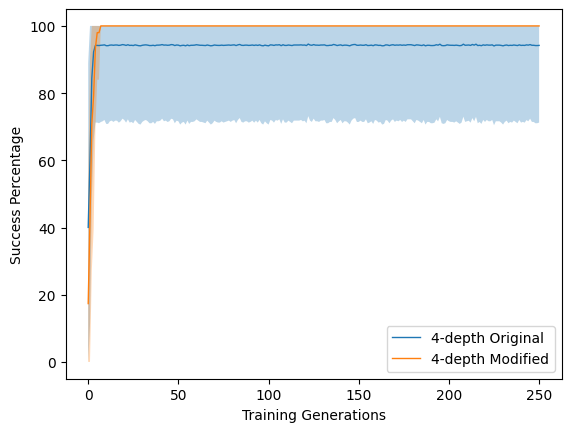 100
80
60
40
20
0
Success Percentage
0 50 100 150 200 250
Training Generations
4-depth Original
4-depth Modified